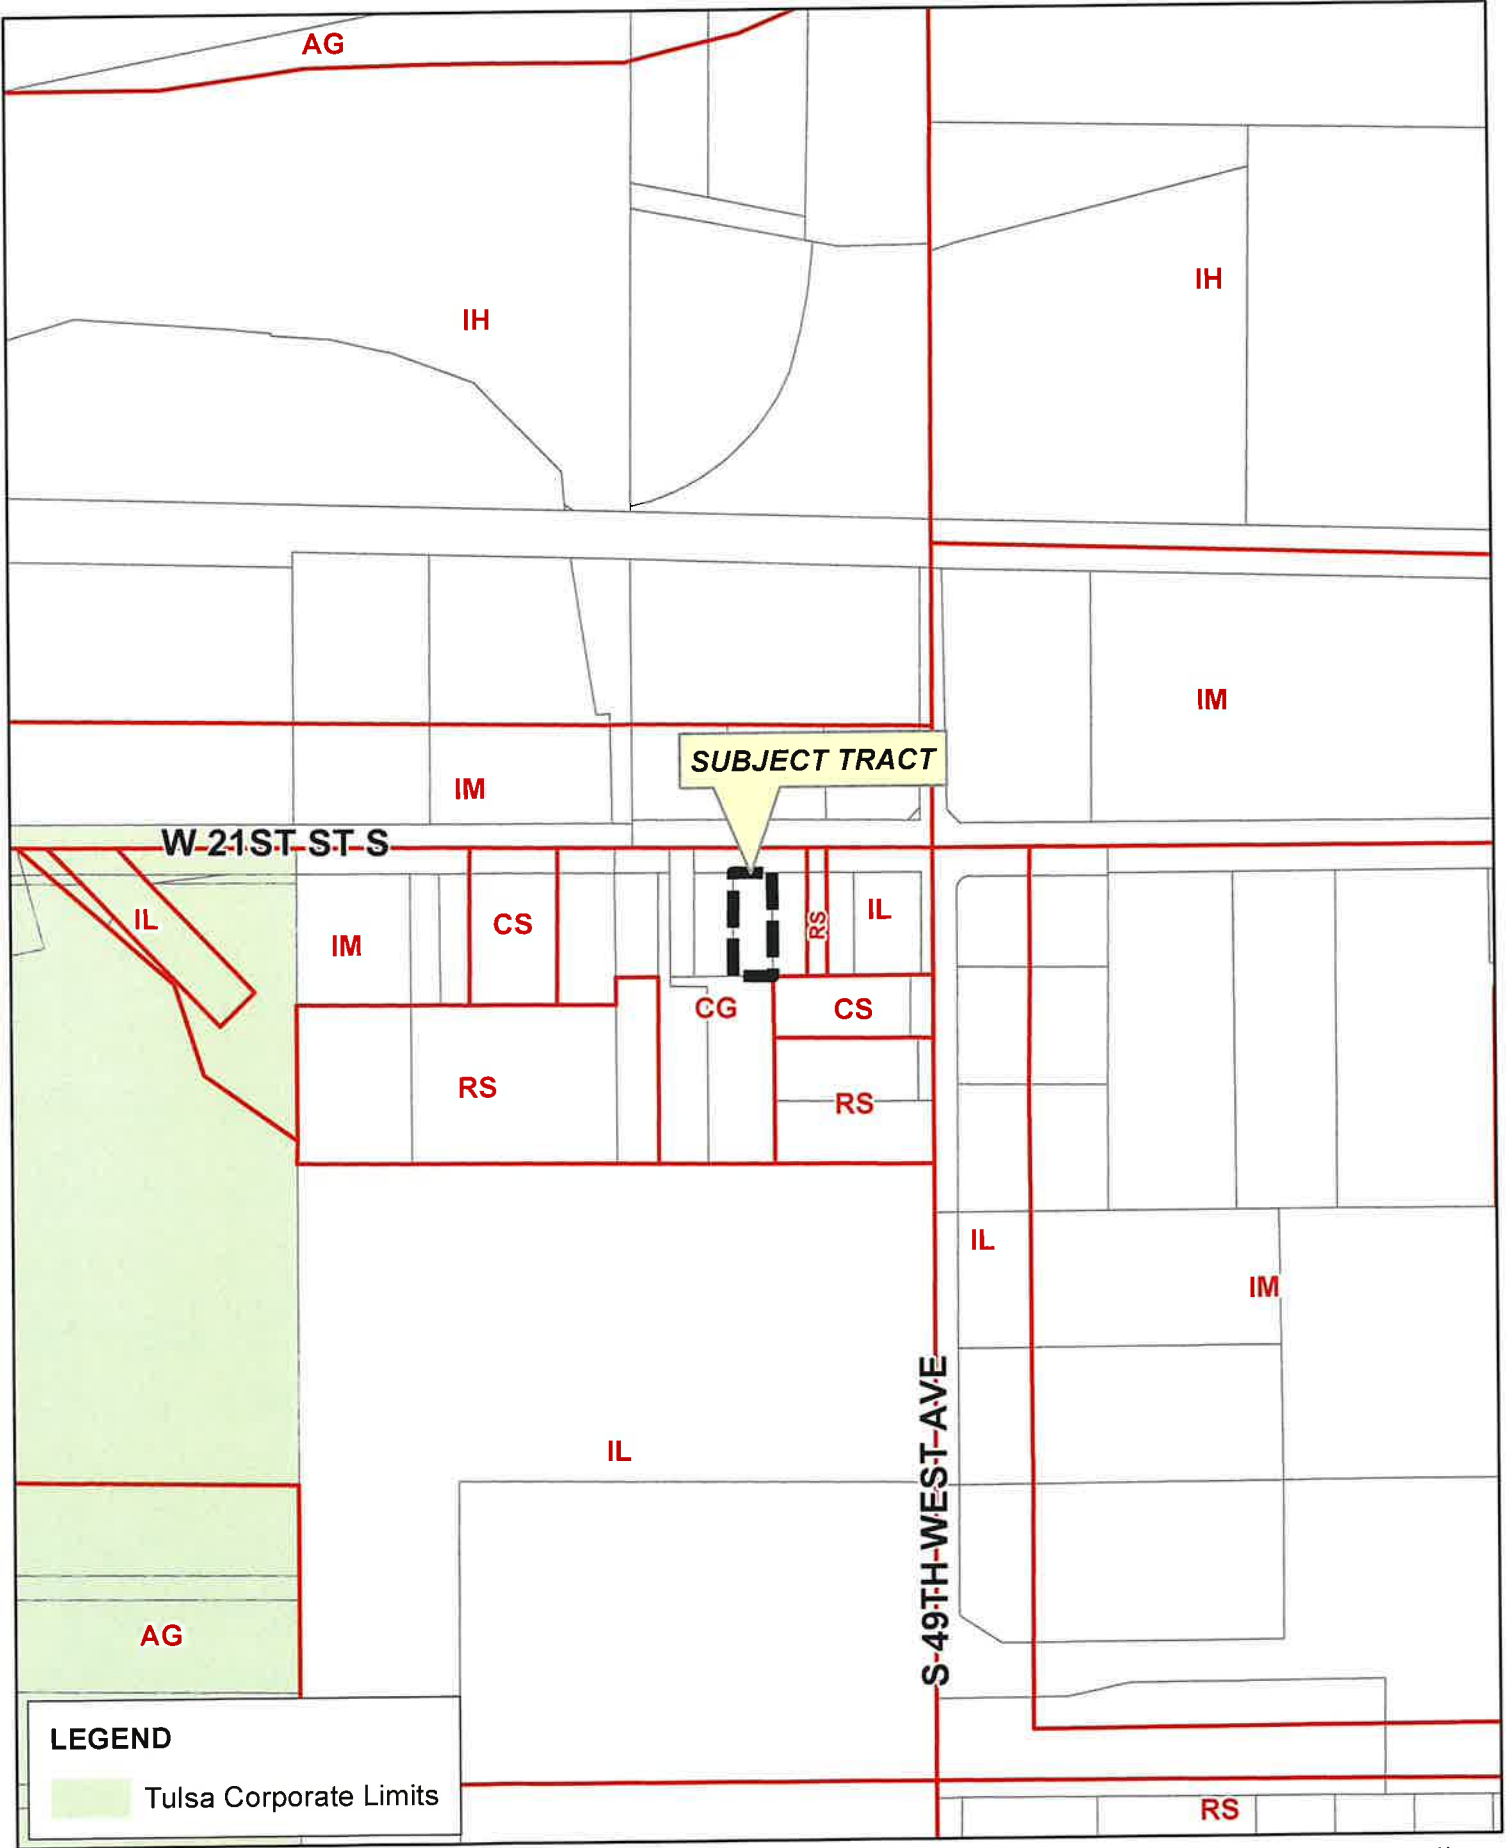 AG
IH
IH
IM
SUBJECT TRACT
IM
W 21ST ST S
IL
IM
CS
RS
IL
CG
CS
RS
RS
IL
IM
IL
S 49TH WEST AVE
AG
LEGEND
Tulsa Corporate Limits
RS